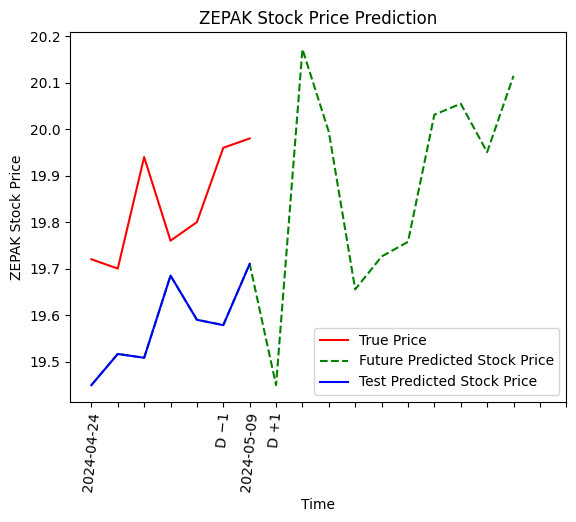 ZEPAK Stock Price Prediction
20.2
20.1
20.0
19.9
19.8
19.7
19.6
19.5
ZEPAK Stock Price
True Price
Future Predicted Stock Price
Test Predicted Stock Price
2024-04-24
D −1
2024-05-09
D +1
Time